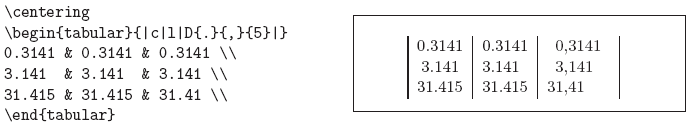 \centering
\begin{tabular}{|c|l|D{.}{,}{5}|}
0.3141 & 0.3141 & 0.3141 \\
3.141 & 3.141 & 3.141 \\
31.415 & 31.415 & 31.41 \\
\end{tabular}
0.3141 0.3141 0,3141
3.141 3.141 3,141
31.415 31.415 31,41